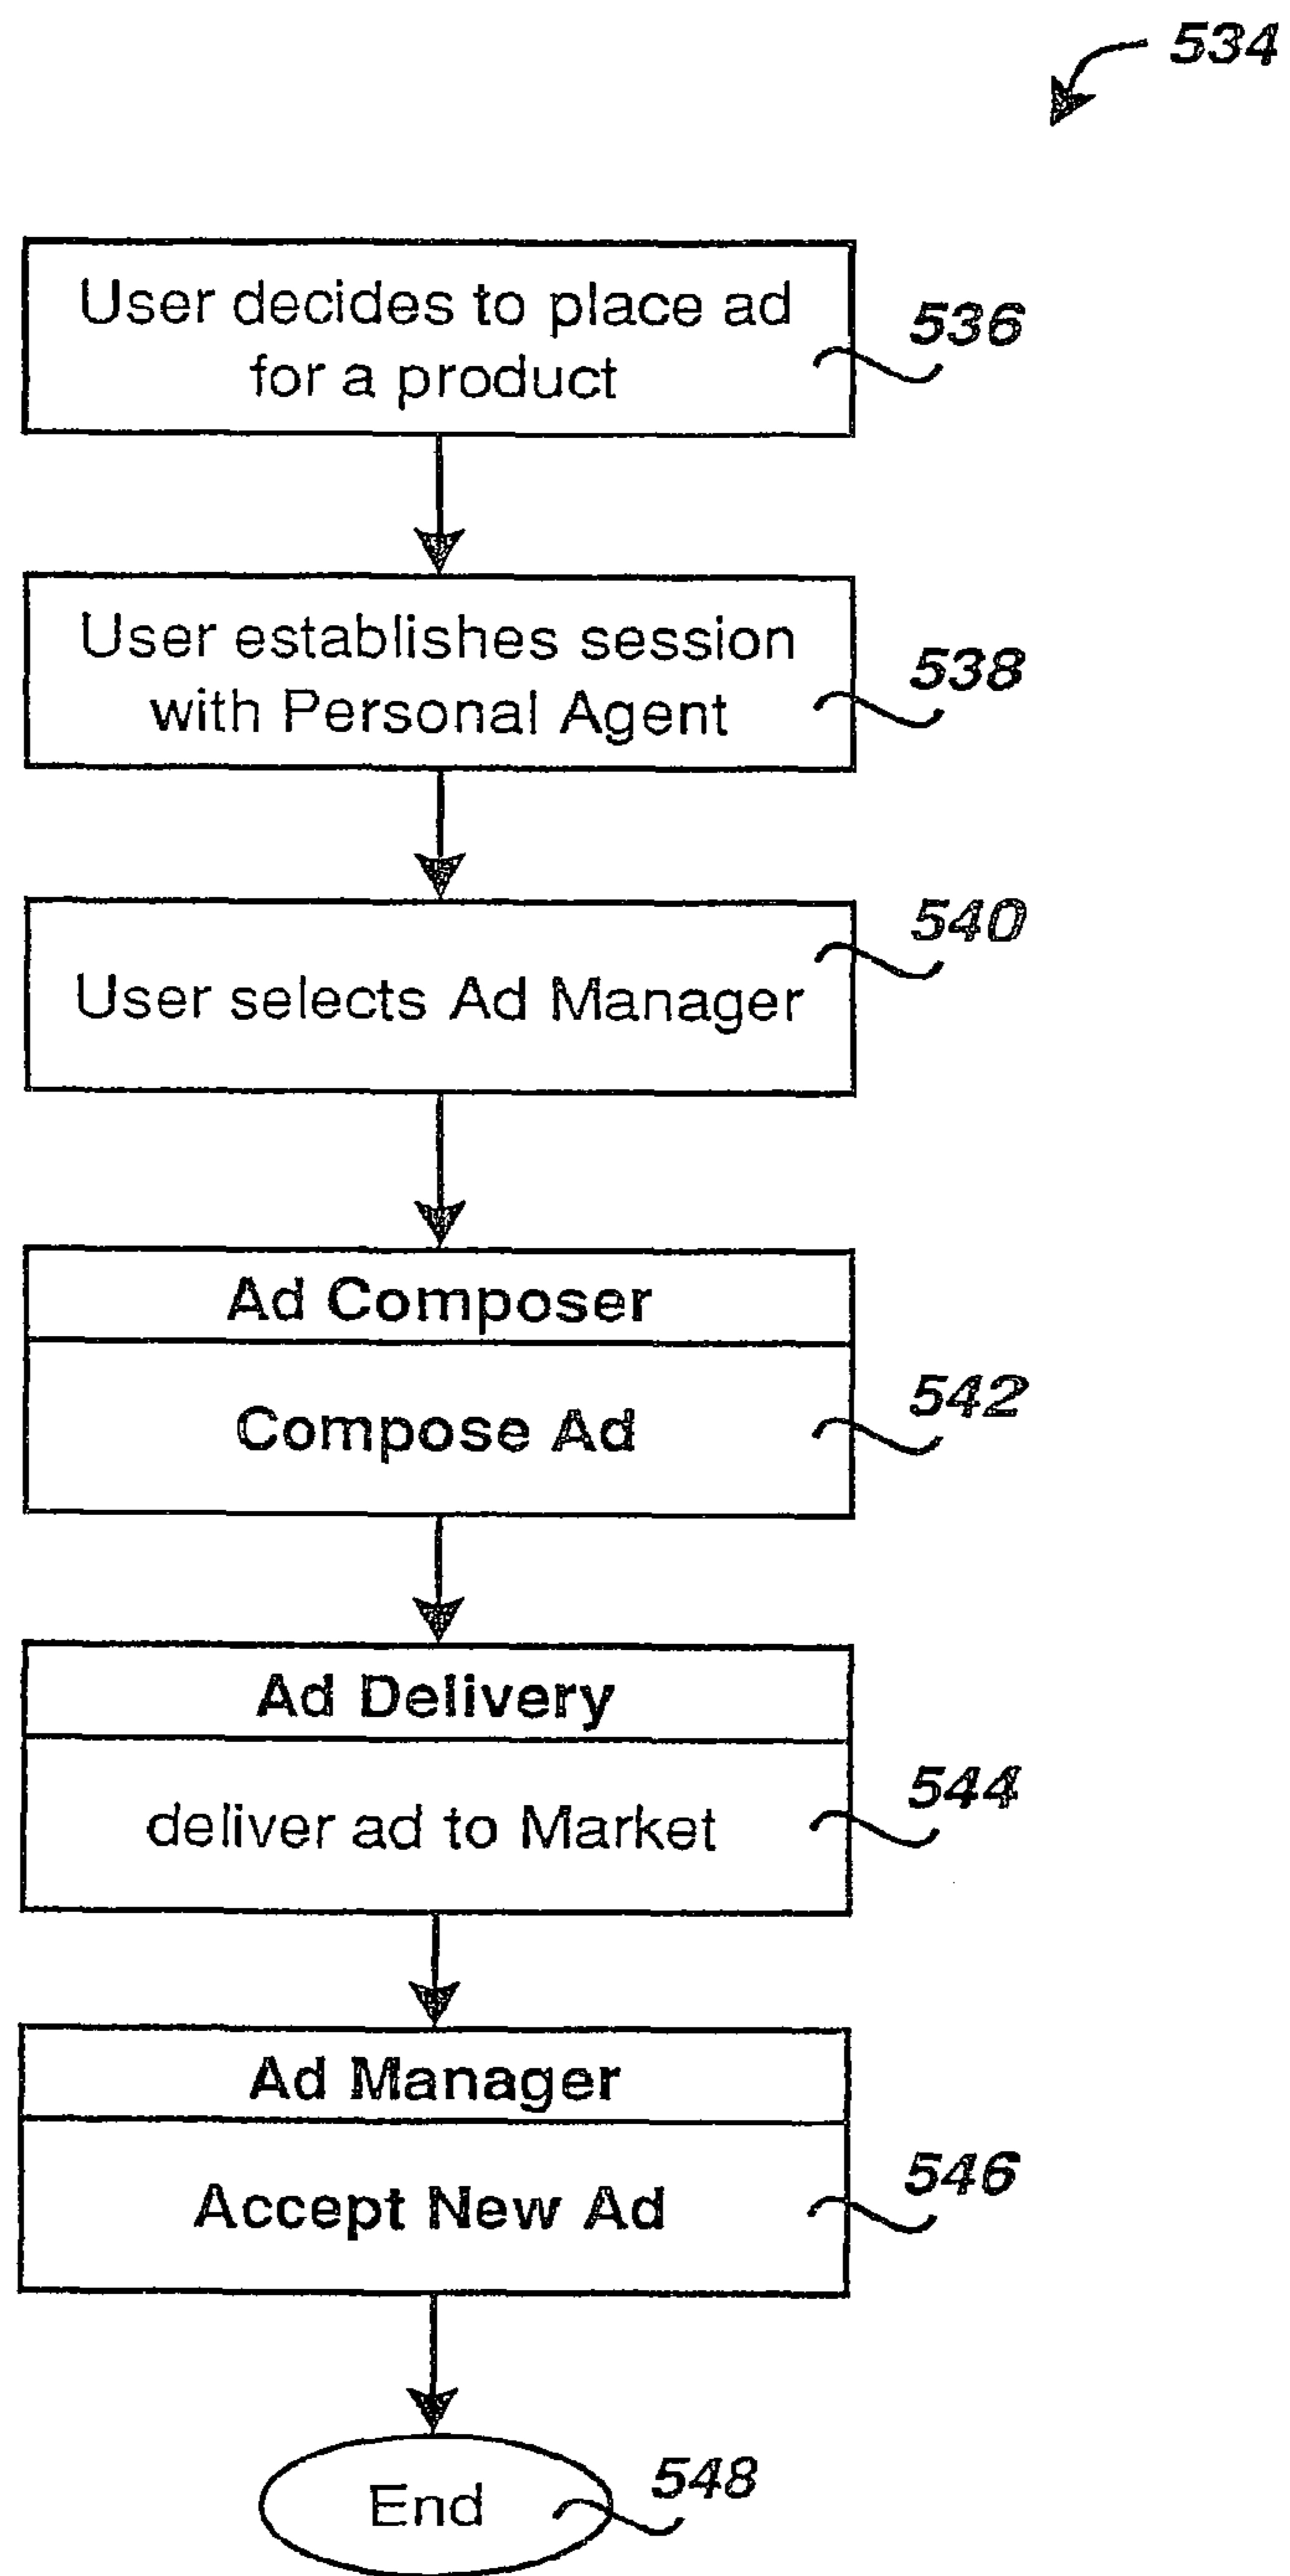 534
User decides to place ad
for a product
536
User establishes session
with Personal Agent
538
540
User selects Ad Manager
Ad Composer
Compose Ad
542
Ad Delivery
deliver ad to Market
544
Ad Manager
Accept New Ad
546
End
548